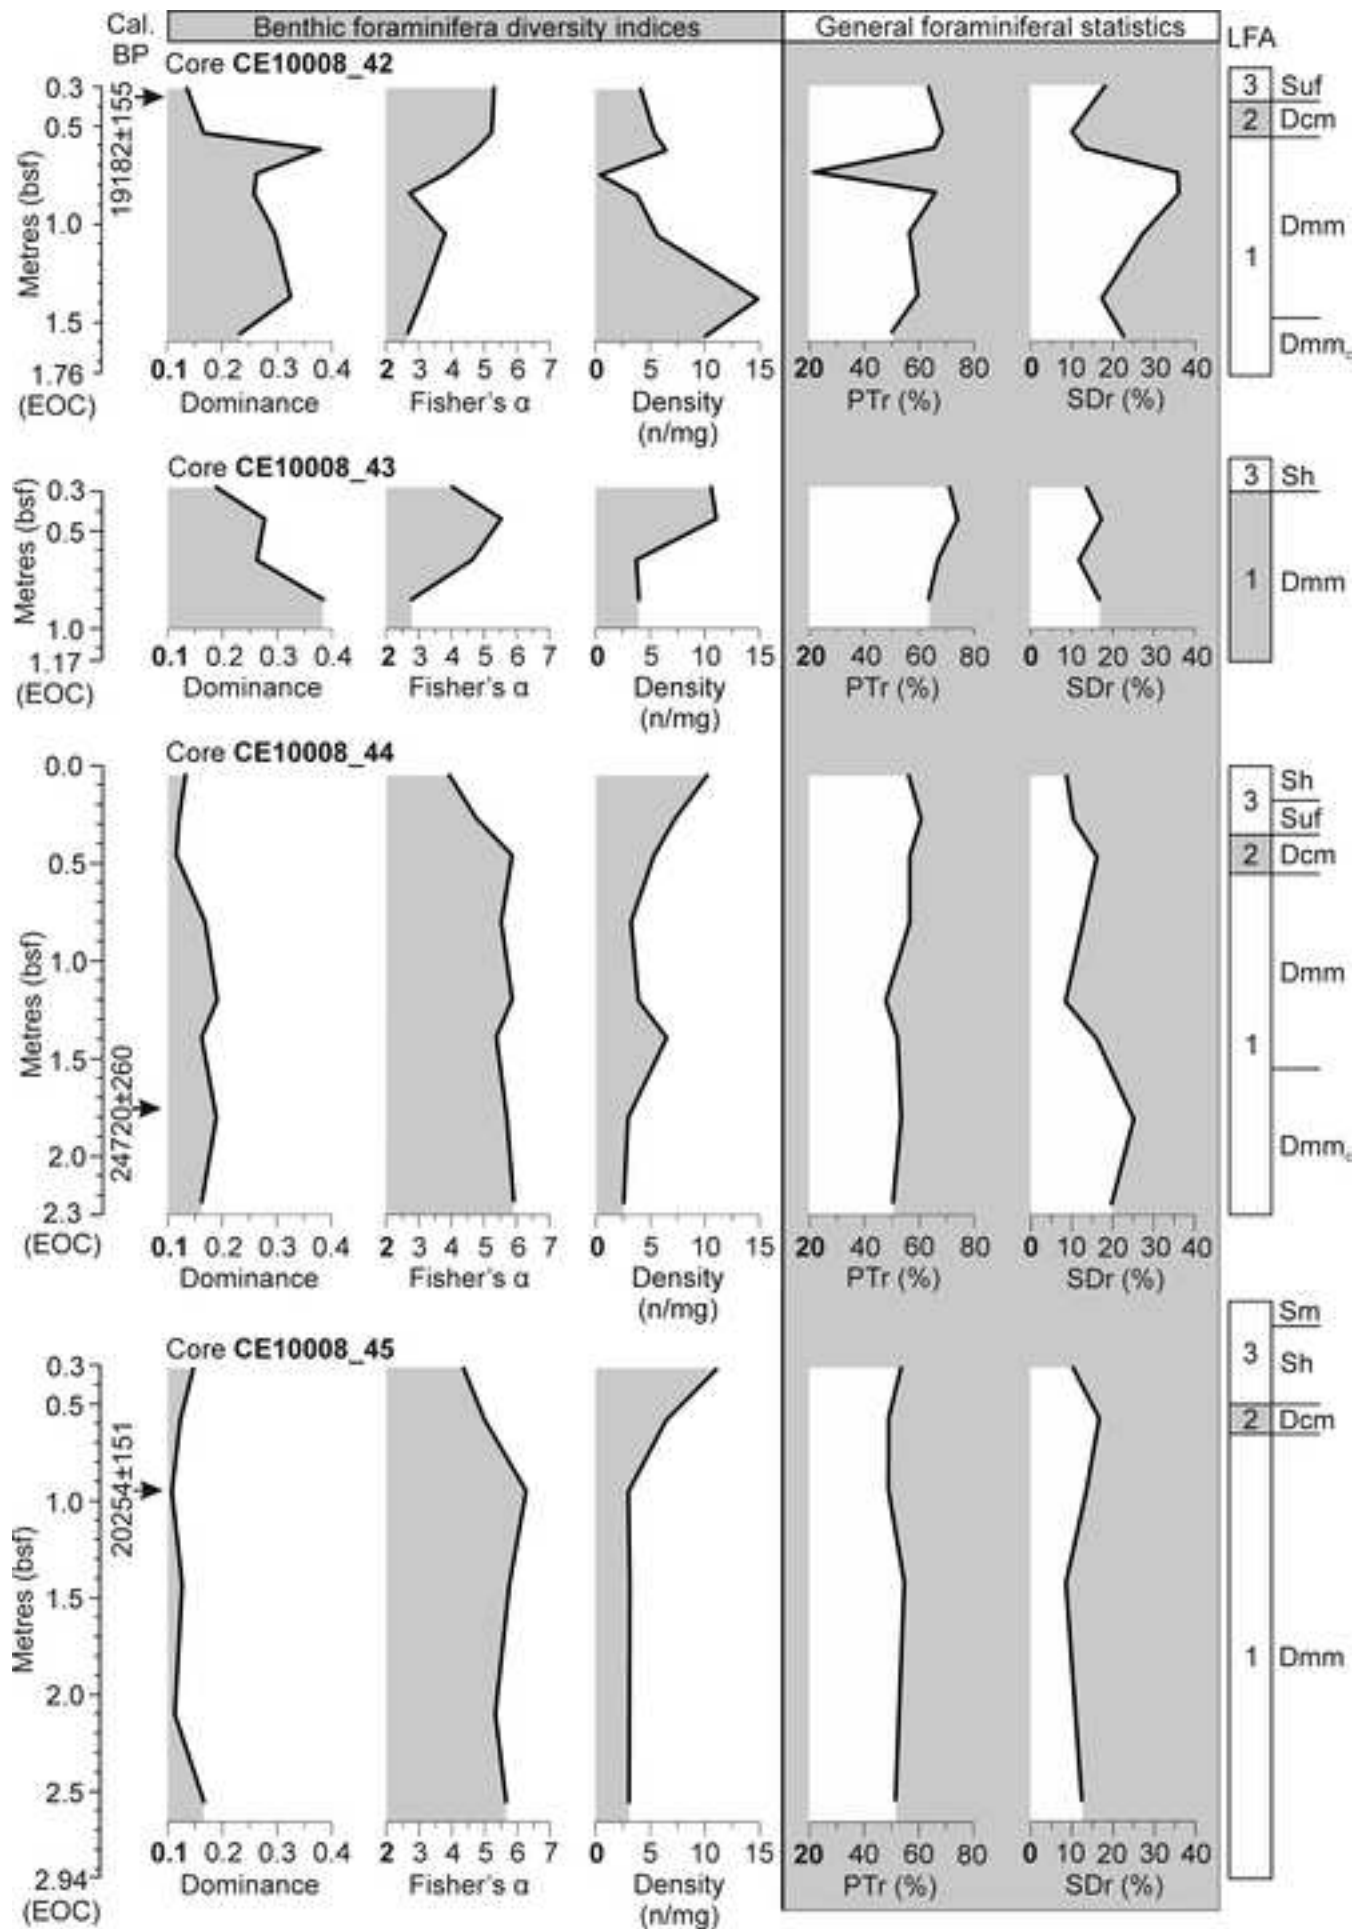 Cal.
BP
Benthic foraminifera diversity indices
General foraminiferal statistics
LFA
Core CE10008_42
Metres (bsf)
0.3
0.5
1.0
1.5
1.76
(EOC)
19182±155
0.1 0.2 0.3 0.4
Dominance
2 3 4 5 6 7
Fisher's α
0 5 10 15
Density
(n/mg)
20 40 60 80
PTr (%)
0 10 20 30 40
SDr (%)
3 Suf
2 Dcm
1
Dmm
Dmm
Core CE10008_43
Metres (bsf)
0.3
0.5
1.0
1.17
(EOC)
0.1 0.2 0.3 0.4
Dominance
2 3 4 5 6 7
Fisher's α
0 5 10 15
Density
(n/mg)
20 40 60 80
PTr (%)
0 10 20 30 40
SDr (%)
3 Sh
1 Dmm
Core CE10008_44
Metres (bsf)
0.0
0.5
1.0
1.5
2.0
2.3
(EOC)
24720±260
0.1 0.2 0.3 0.4
Dominance
2 3 4 5 6 7
Fisher's α
0 5 10 15
Density
(n/mg)
20 40 60 80
PTr (%)
0 10 20 30 40
SDr (%)
3
Sh
Suf
2 Dcm
1
Dmm
Dmm
Core CE10008_45
Metres (bsf)
0.3
0.5
1.0
1.5
2.0
2.5
2.94
(EOC)
20254±151
0.1 0.2 0.3 0.4
Dominance
2 3 4 5 6 7
Fisher's α
0 5 10 15
Density
(n/mg)
20 40 60 80
PTr (%)
0 10 20 30 40
SDr (%)
3
Sm
Sh
2 Dcm
1 Dmm